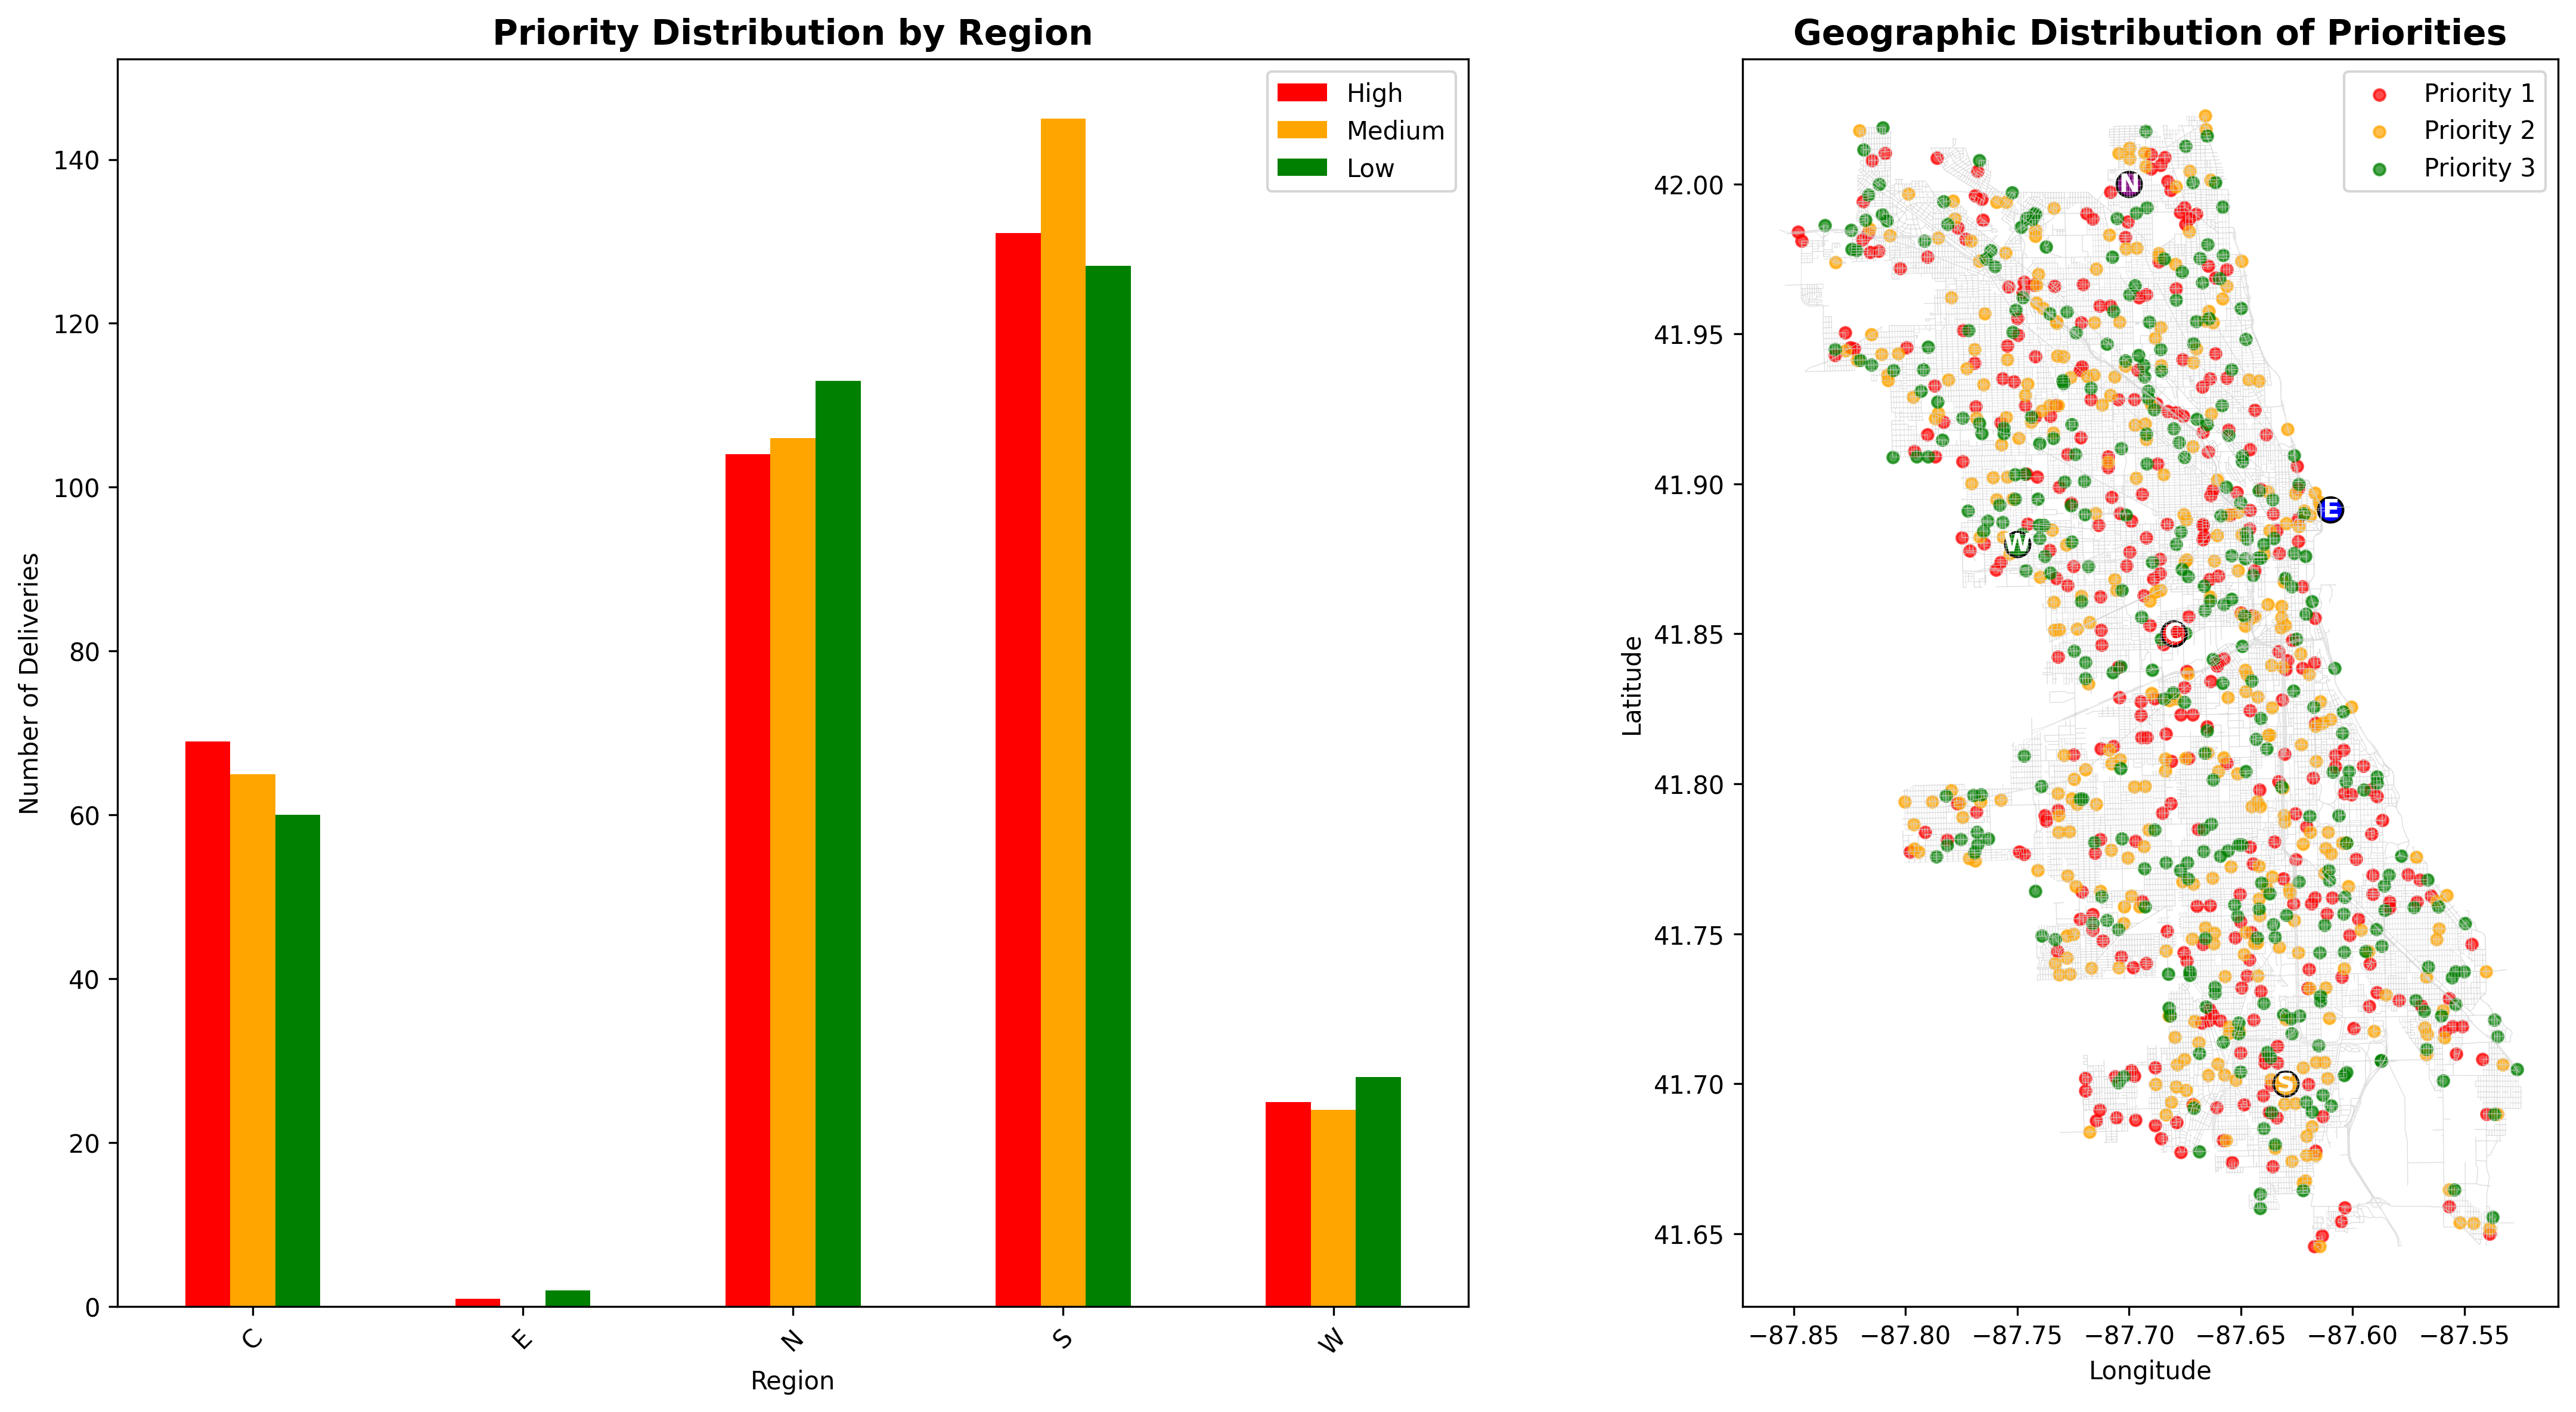 Priority Distribution by Region
High
Medium
Low
140
120
100
80
60
40
20
0
Number of Deliveries
C
E
N
S
W
Region
Geographic Distribution of Priorities
Priority 1
Priority 2
Priority 3
42.00
41.95
41.90
41.85
41.80
41.75
41.70
41.65
Latitude
N
E
W
C
S
−87.85
−87.80
−87.75
−87.70
−87.65
−87.60
−87.55
Longitude